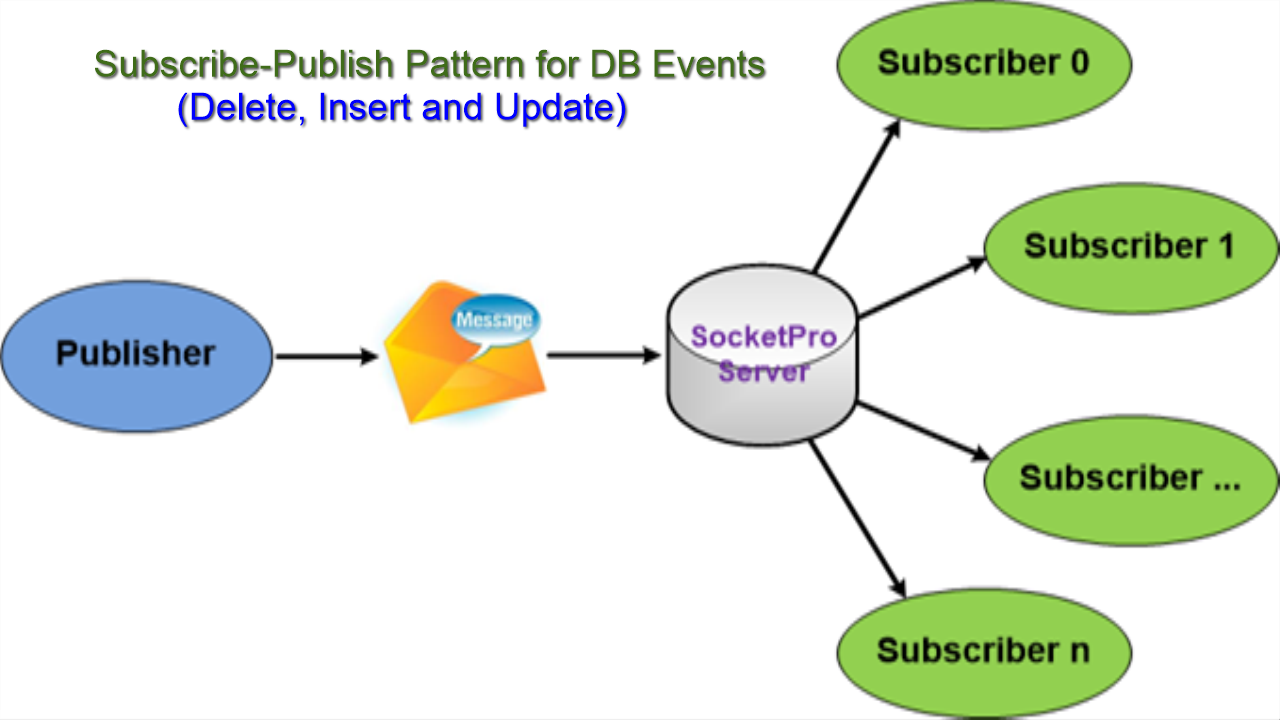 Subscribe-Publish Pattern for DB Events
(Delete, Insert and Update)
Subscriber 0
Subscriber 1
Publisher
Message
SocketPro
Server
Subscriber ...
Subscriber n